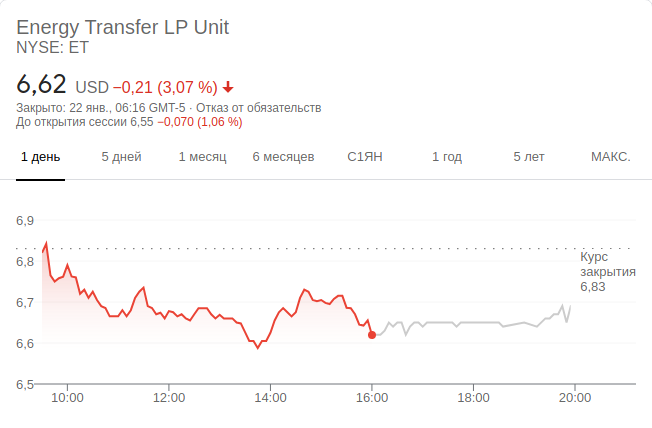 Energy Transfer LP Unit
NYSE: ET
6,62 USD −0,21 (3,07 %)
Закрыто: 22 янв., 06:16 GMT-5 · Отказ от обязательств
До открытия сессии 6,55 −0,070 (1,06 %)
1 день 5 дней 1 месяц 6 месяцев С1ЯН 1 год 5 лет МАКС.
6,9
Курс
6,8
закрытия
6,83
6,7
6,6
6,5
10:00 12:00 14:00 16:00 18:00 20:00